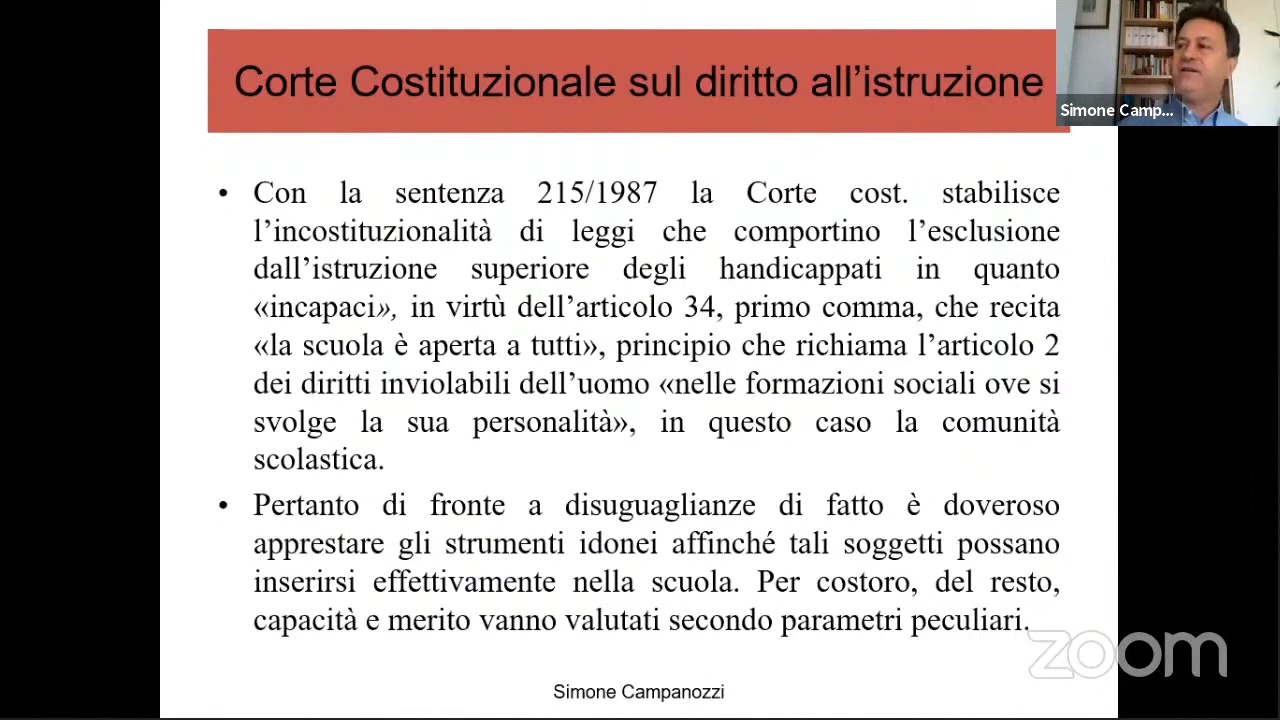 Corte Costituzionale sul diritto all’istruzione
Simone Camp...
• Con la sentenza 215/1987 la Corte cost. stabilisce
l’incostituzionalità di leggi che comportino l’esclusione
dall’istruzione superiore degli handicappati in quanto
«incapaci», in virtù dell’articolo 34, primo comma, che recita
«la scuola è aperta a tutti», principio che richiama l’articolo 2
dei diritti inviolabili dell’uomo «nelle formazioni sociali ove si
svolge la sua personalità», in questo caso la comunità
scolastica.
• Pertanto di fronte a disuguaglianze di fatto è doveroso
apprestare gli strumenti idonei affinché tali soggetti possano
inserirsi effettivamente nella scuola. Per costoro, del resto,
capacità e merito vanno valutati secondo parametri peculiari.
zoom
Simone Campanozzi